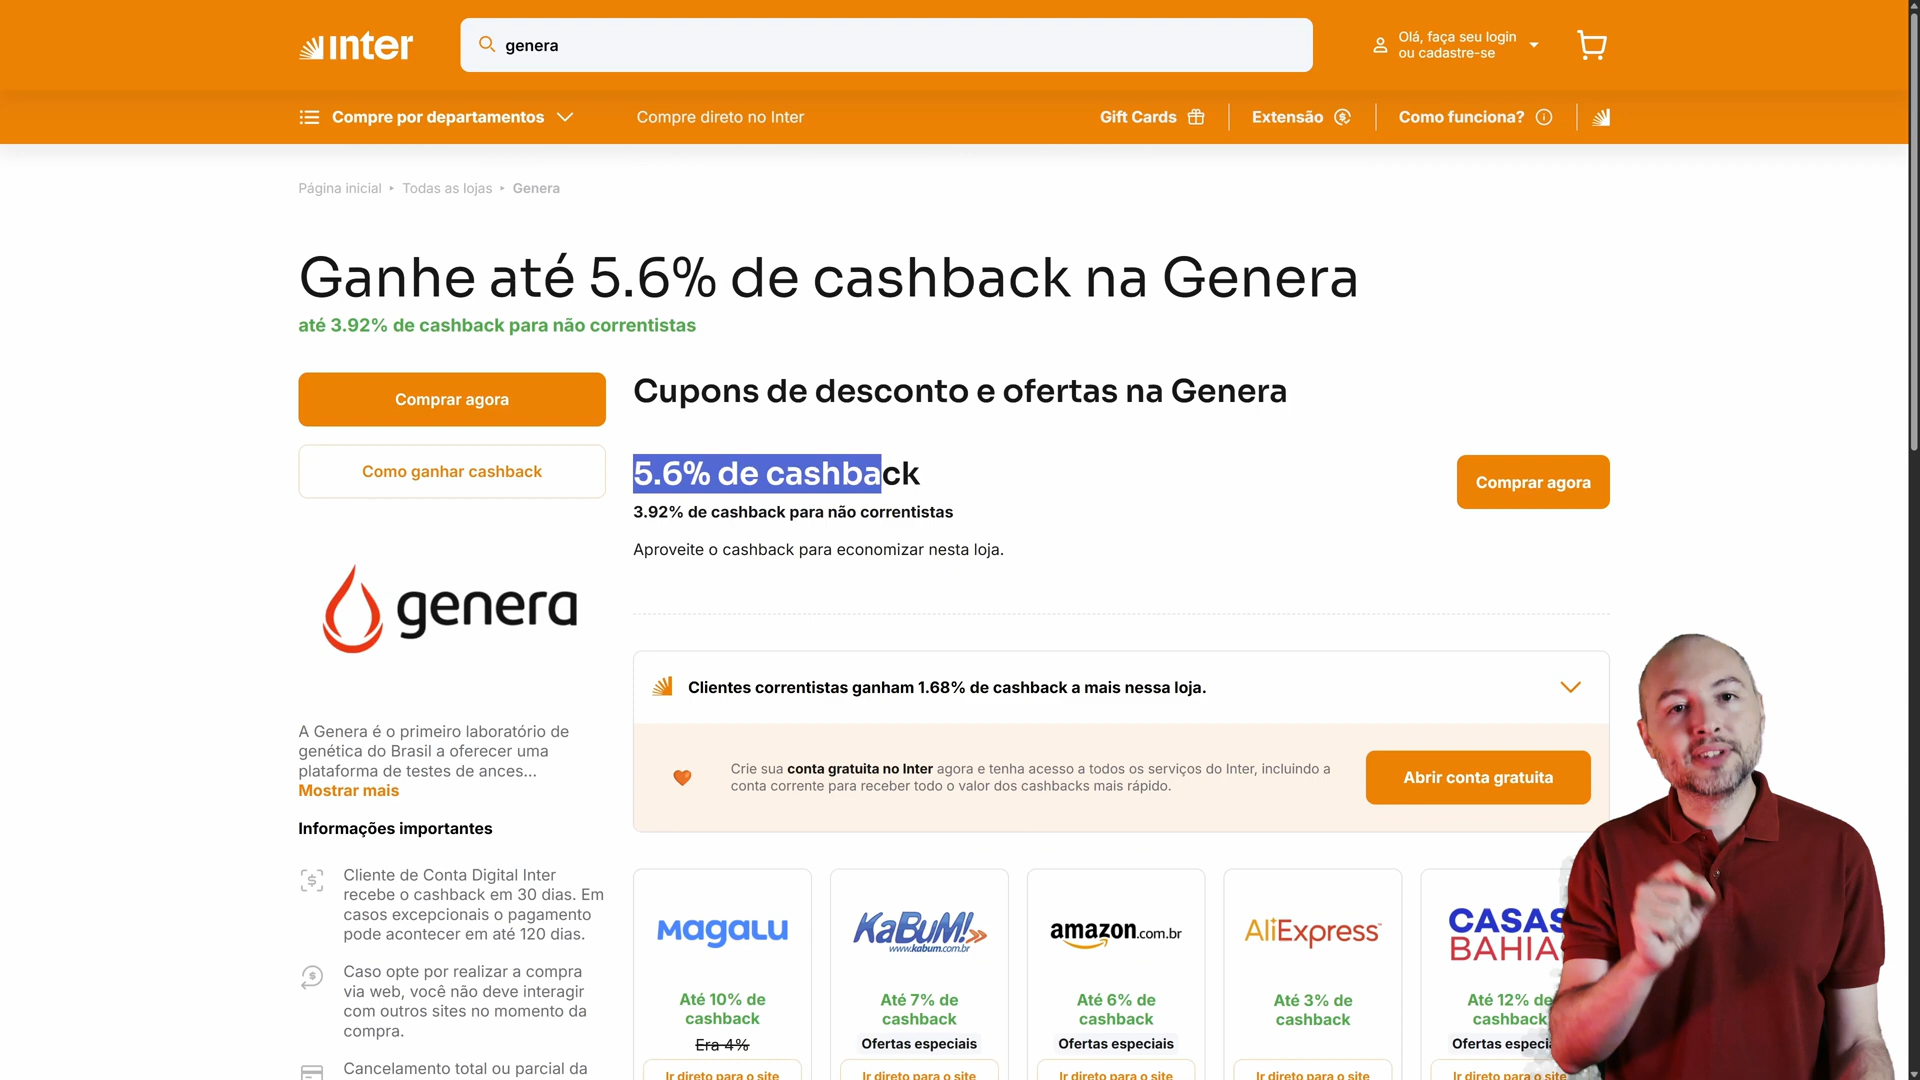 inter
genera
Olá, faça seu login
ou cadastre-se
Compre por departamentos
Compre direto no Inter
Gift Cards
Extensão
Como funciona?
Página inicial ‣ Todas as lojas ‣ Genera
Ganhe até 5.6% de cashback na Genera
até 3.92% de cashback para não correntistas
Comprar agora
Como ganhar cashback
genera
A Genera é o primeiro laboratório de
genética do Brasil a oferecer uma
plataforma de testes de ances...
Mostrar mais
Informações importantes
Cliente de Conta Digital Inter
recebe o cashback em 30 dias. Em
casos excepcionais o pagamento
pode acontecer em até 120 dias.
Caso opte por realizar a compra
via web, você não deve interagir
com outros sites no momento da
compra.
Cancelamento total ou parcial da
Cupons de desconto e ofertas na Genera
5.6% de cashback
3.92% de cashback para não correntistas
Aproveite o cashback para economizar nesta loja.
Comprar agora
Clientes correntistas ganham 1.68% de cashback a mais nessa loja.
Crie sua conta gratuita no Inter agora e tenha acesso a todos os serviços do Inter, incluindo a
conta corrente para receber todo o valor dos cashbacks mais rápido.
Abrir conta gratuita
Magalu
Até 10% de
cashback
Era 4%
Ir direto para o site
KaBuM!
www.kabum.com.br
Até 7% de
cashback
Ofertas especiais
Ir direto para o site
amazon.com.br
Até 6% de
cashback
Ofertas especiais
Ir direto para o site
AliExpress
Até 3% de
cashback
Ir direto para o site
CASAS
BAHIA
Até 12% de
cashback
Ofertas
Ir direto para o site